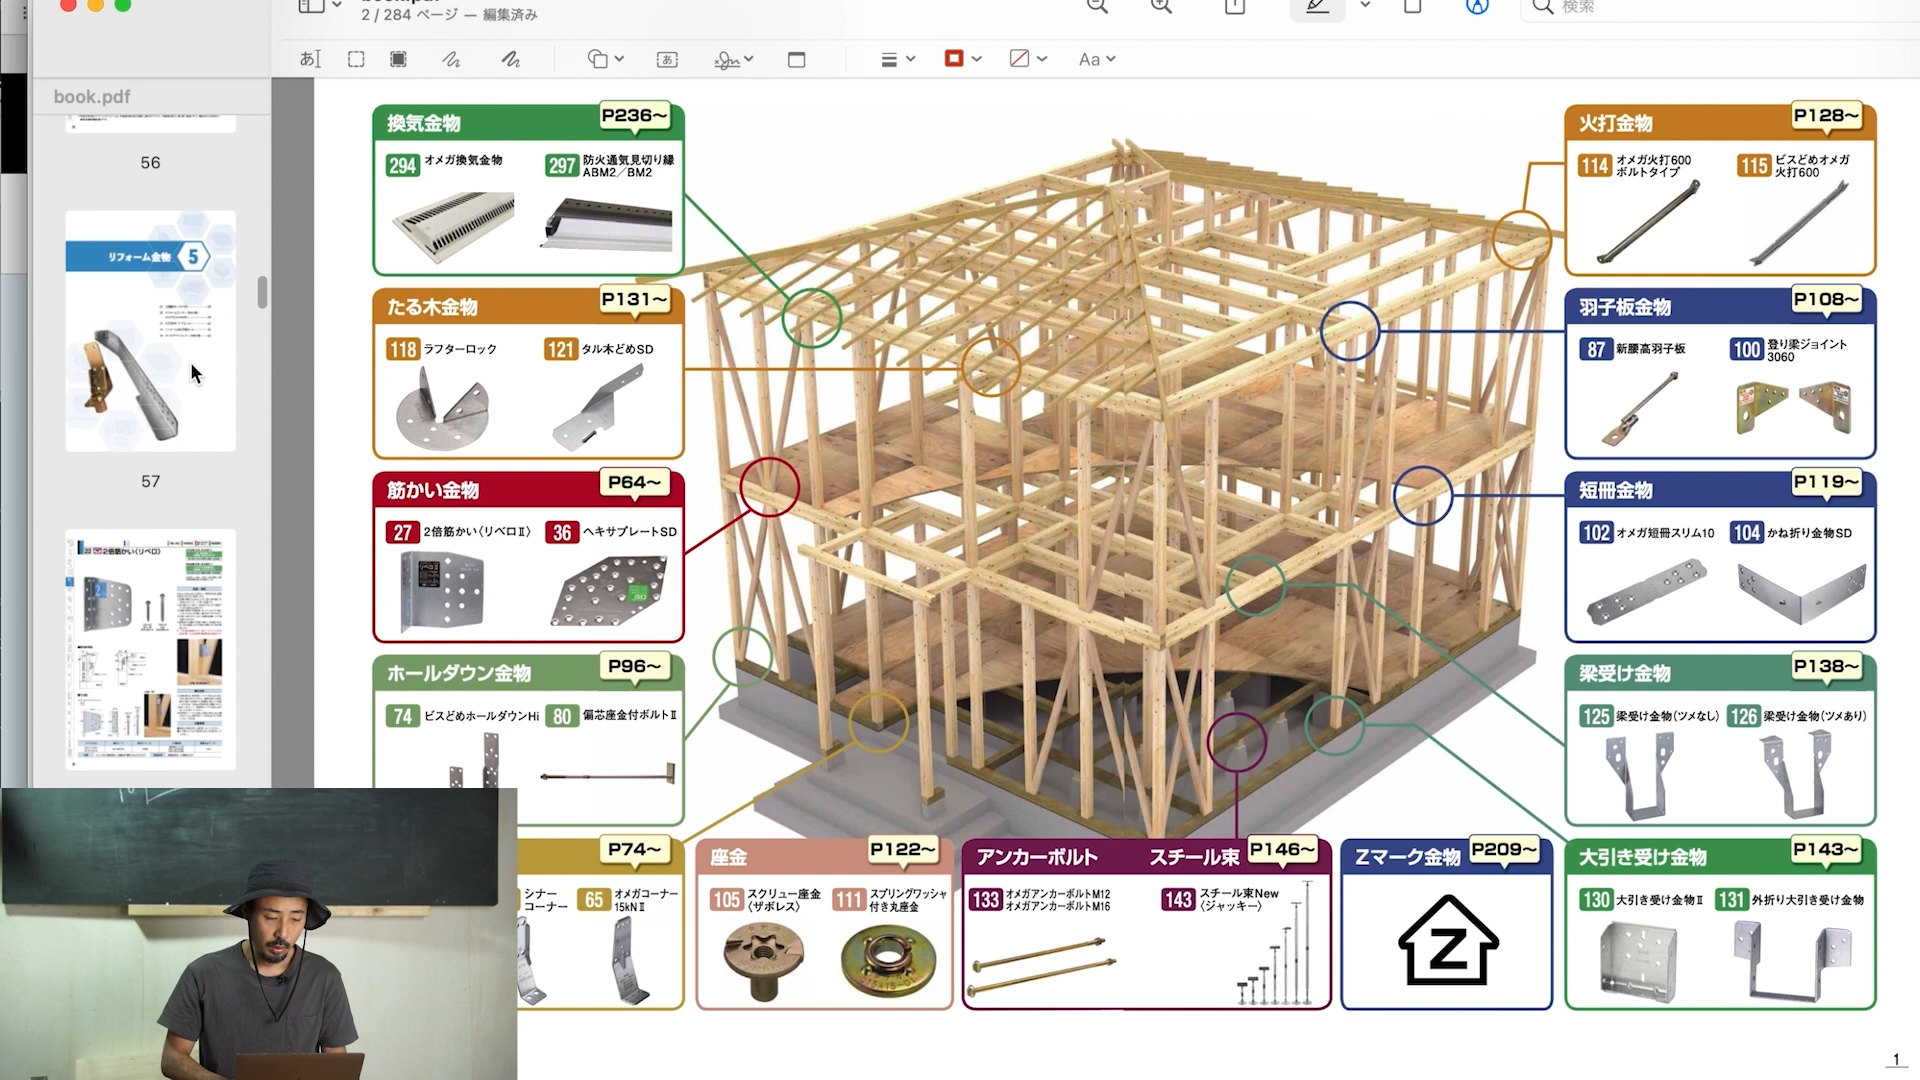 2 / 284 ページ — 編集済み
検索
Aa
book.pdf
56
リフォーム金物 5
57
2倍筋かい〈リベロ〉
換気金物 P236〜
294 オメガ換気金物
297 防火通気見切り縁
ABM2／BM2
たる木金物 P131〜
118 ラフターロック
121 タル木どめSD
筋かい金物 P64〜
27 2倍筋かい〈リベロⅡ〉
36 ヘキサプレートSD
ホールダウン金物 P96〜
74 ビスどめホールダウンHi
80 偏芯座金付ボルトⅡ
P74〜
シナー
コーナー
65 オメガコーナー
15kNⅡ
座金 P122〜
105 スクリュー座金
〈ザボレス〉
111 スプリングワッシャ
付き丸座金
アンカーボルト スチール束 P146〜
133 オメガアンカーボルトM12
オメガアンカーボルトM16
143 スチール束New
〈ジャッキー〉
Zマーク金物 P209〜
Z
火打金物 P128〜
114 オメガ火打600
ボルトタイプ
115 ビスどめオメガ
火打600
羽子板金物 P108〜
87 新腰高羽子板
100 登り梁ジョイント
3060
短冊金物 P119〜
102 オメガ短冊スリム10
104 かね折り金物SD
梁受け金物 P138〜
125 梁受け金物(ツメなし)
126 梁受け金物(ツメあり)
大引き受け金物 P143〜
130 大引き受け金物Ⅱ
131 外折り大引き受け金物
1